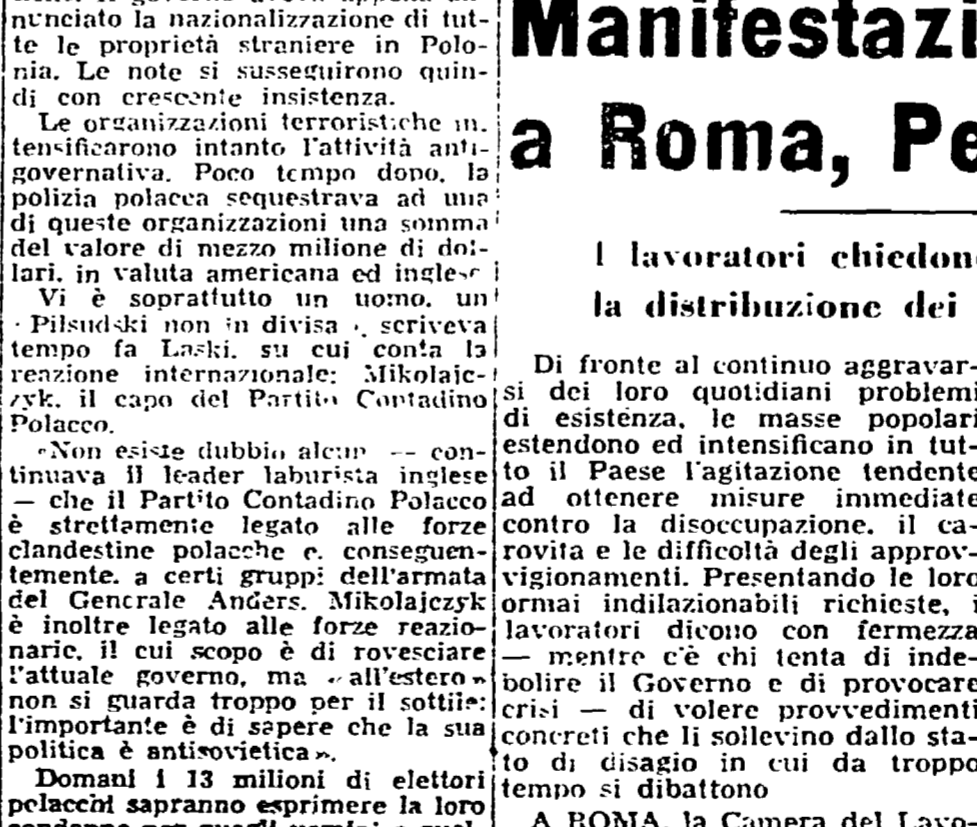 nunciato la nazionalizzazione di tut-
te le proprietà straniere in Polo-
nia. Le note si susseguirono quin-
di con crescente insistenza.
Le organizzazioni terroristiche in-
tensificarono intanto l'attività anti-
governativa. Poco tempo dopo, la
polizia polacca sequestrava ad una
di queste organizzazioni una somma
del valore di mezzo milione di dol-
lari, in valuta americana ed inglese
Vi è soprattutto un uomo, un
Pilsudski non in divisa, scriveva
tempo fa Laski, su cui conta la
reazione internazionale: Mikolajc-
zyk, il capo del Partito Contadino
Polacco.
«Non esiste dubbio alcun — con-
tinuava il leader laburista inglese
— che il Partito Contadino Polacco
è strettamente legato alle forze
clandestine polacche e, conseguen-
temente, a certi gruppi dell'armata
del Generale Anders. Mikolajczyk
è inoltre legato alle forze reazio-
narie, il cui scopo è di rovesciare
l'attuale governo, ma «all'estero»
non si guarda troppo per il sottile:
l'importante è di sapere che la sua
politica è antisovietica».
Domani i 13 milioni di elettori
polacchi sapranno esprimere la loro
Manifestazi
a Roma, Pe
I lavoratori chiedon
la distribuzione dei
Di fronte al continuo aggravar-
si dei loro quotidiani problemi
di esistenza, le masse popolari
estendono ed intensificano in tut-
to il Paese l'agitazione tendente
ad ottenere misure immediate
contro la disoccupazione, il ca-
rovita e le difficoltà degli approv-
vigionamenti. Presentando le loro
ormai indilazionabili richieste, i
lavoratori dicono con fermezza
— mentre c'è chi tenta di inde-
bolire il Governo e di provocare
crisi — di volere provvedimenti
concreti che li sollevino dallo sta-
to di disagio in cui da troppo
tempo si dibattono
A ROMA, la Camera del Lavo-